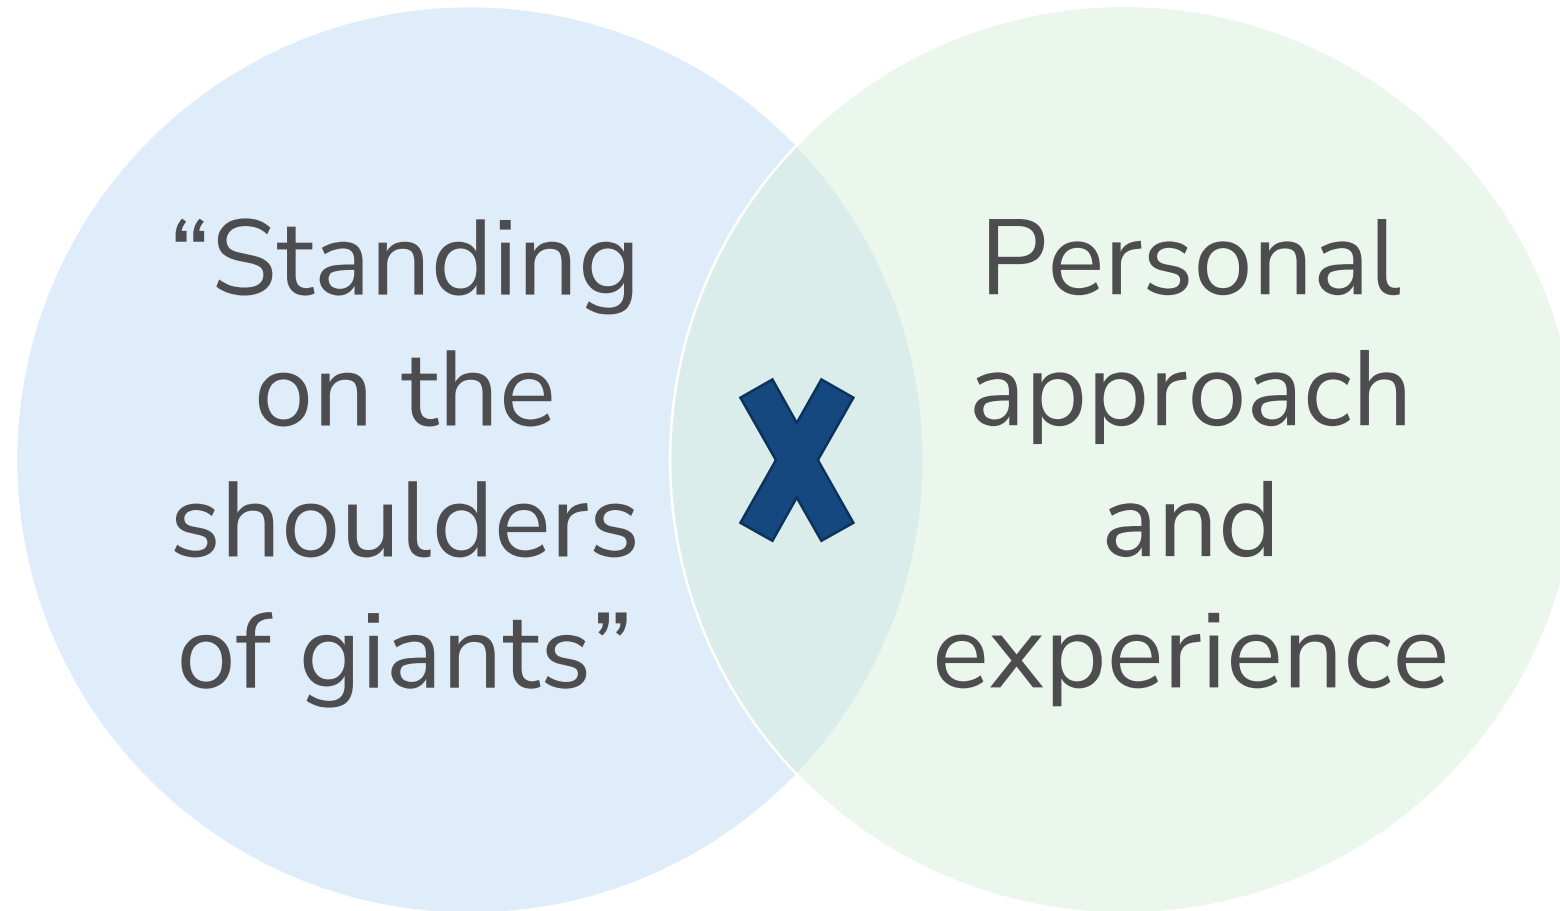 “Standing
on the
shoulders
of giants”
Personal
approach
and
experience